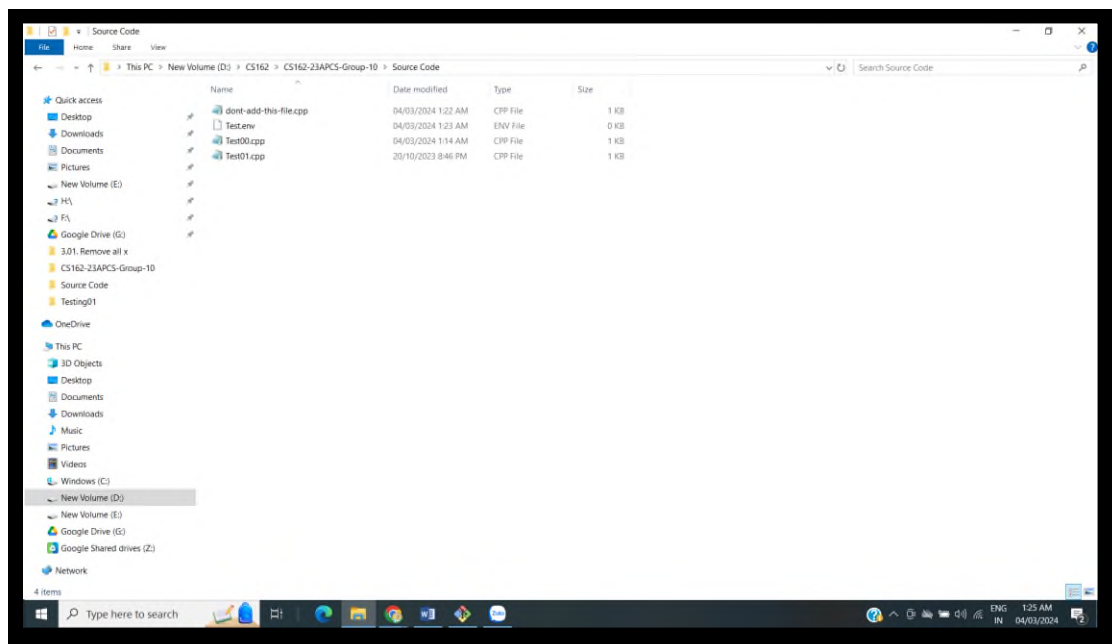 Source Code
File Home Share View
This PC > New Volume (D:) > CS162 > CS162-23APCS-Group-10 > Source Code
Search Source Code
Name Date modified Type Size
dont-add-this-file.cpp 04/03/2024 1:22 AM CPP File 1 KB
Test.env 04/03/2024 1:23 AM ENV File 0 KB
Test00.cpp 04/03/2024 1:14 AM CPP File 1 KB
Test01.cpp 20/10/2023 8:46 PM CPP File 1 KB
Quick access
Desktop
Downloads
Documents
Pictures
New Volume (E:)
H:\
F:\
Google Drive (G:)
3.01. Remove all x
CS162-23APCS-Group-10
Source Code
Testing01
OneDrive
This PC
3D Objects
Desktop
Documents
Downloads
Music
Pictures
Videos
Windows (C:)
New Volume (D:)
New Volume (E:)
Google Drive (G:)
Google Shared drives (Z:)
Network
4 items
Type here to search
Zalo
ENG 1:25 AM
IN 04/03/2024
2